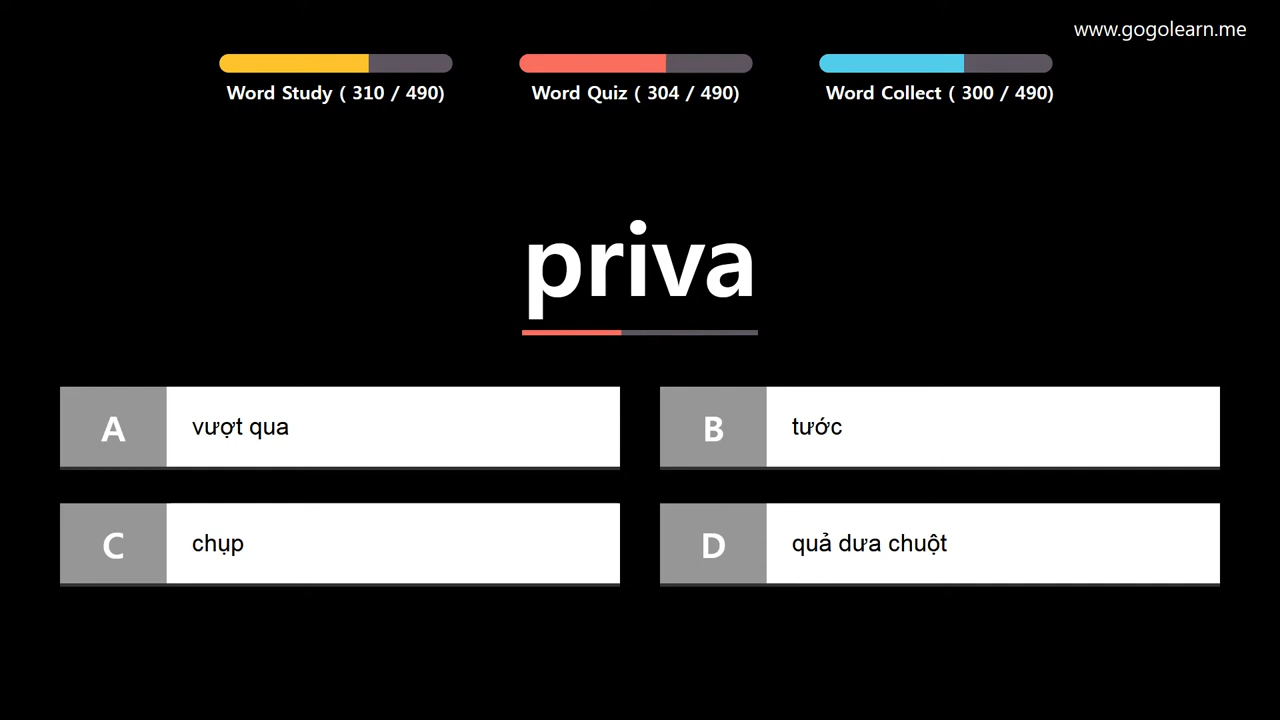 www.gogolearn.me
Word Study ( 310 / 490)
Word Quiz ( 304 / 490)
Word Collect ( 300 / 490)
priva
A vượt qua
B tước
C chụp
D quả dưa chuột